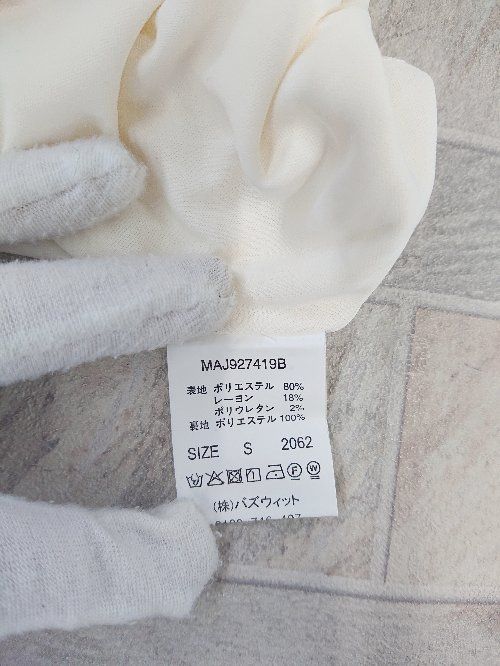 MAJ927419B
表地 ポリエステル 80%
レーヨン 18%
ポリウレタン 2%
裏地 ポリエステル 100%
SIZE S 2062
(株)バズウィット